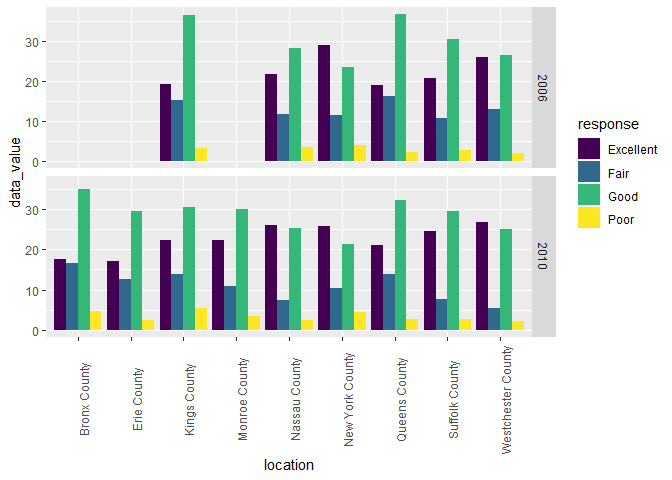 data_value
30
20
10
0
2006
30
20
10
0
2010
Bronx County
Erie County
Kings County
Monroe County
Nassau County
New York County
Queens County
Suffolk County
Westchester County
location
response
Excellent
Fair
Good
Poor